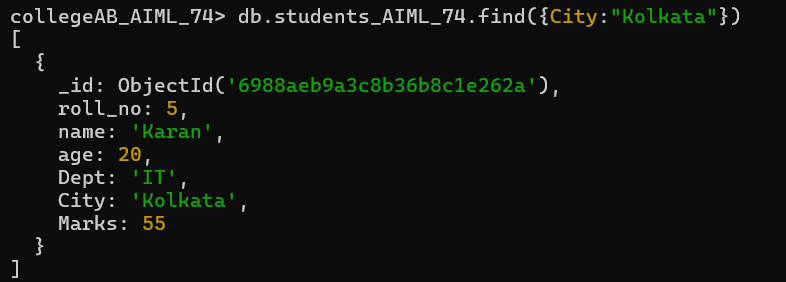 collegeAB_AIML_74> db.students_AIML_74.find({City:"Kolkata"})
[
  {
    _id: ObjectId('6988aeb9a3c8b36b8c1e262a'),
    roll_no: 5,
    name: 'Karan',
    age: 20,
    Dept: 'IT',
    City: 'Kolkata',
    Marks: 55
  }
]